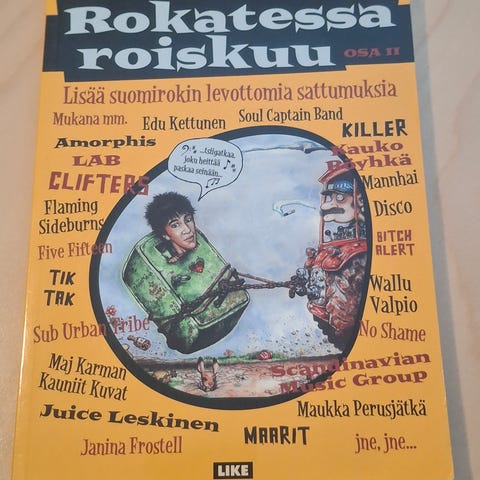 Rokatessa
roiskuu OSA II
Lisää suomirokin levottomia sattumuksia
Mukana mm.
Edu Kettunen
Soul Captain Band
KILLER
Amorphis
LAB
Kauko
Röyhkä
CLIFTERS
Mannhai
...tsiigatkaa,
joku heittää
paskaa seinään...
Flaming
Sideburns
Disco
Five Fifteen
BITCH
ALERT
TIK
TAK
Wallu
Valpio
Sub Urban Tribe
No Shame
Maj Karman
Kauniit Kuvat
Scandinavian
Music Group
Juice Leskinen
Maukka Perusjätkä
Janina Frostell
MAARIT
jne, jne...
LIKE